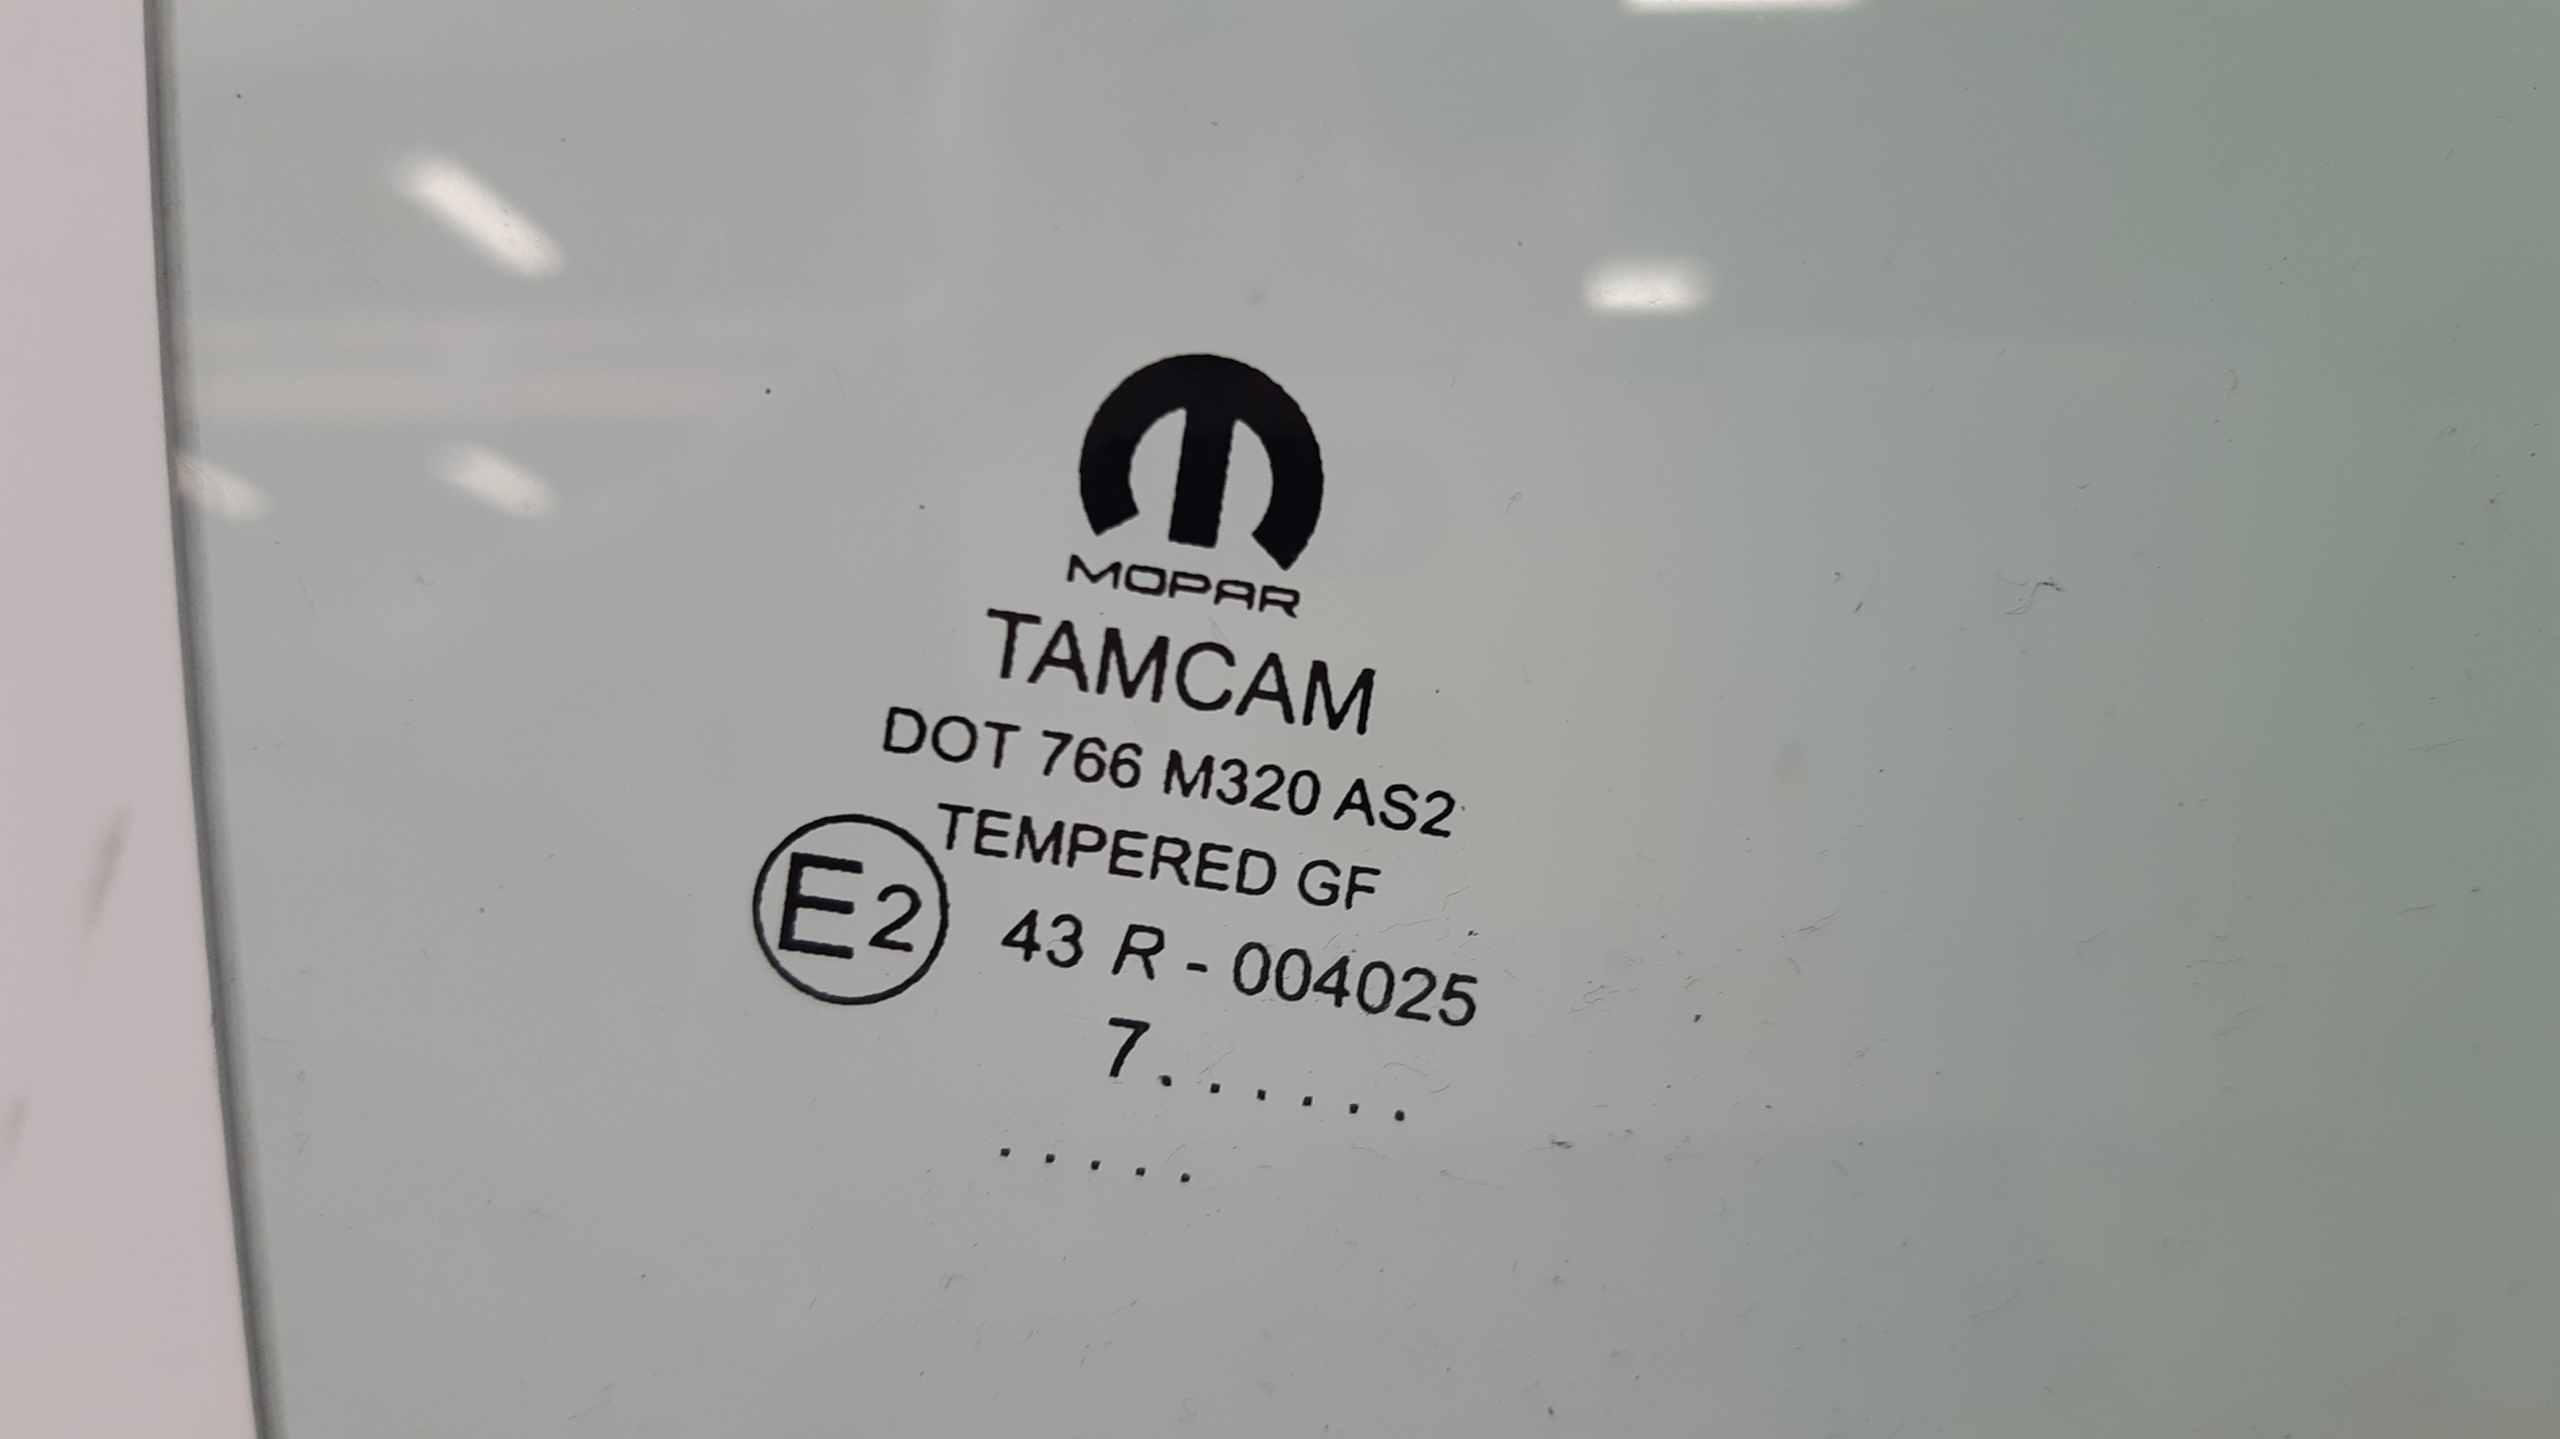 MOPAR
TAMCAM
DOT 766 M320 AS2
TEMPERED GF
E2 43 R - 004025
7. . . . . .
. . . . .